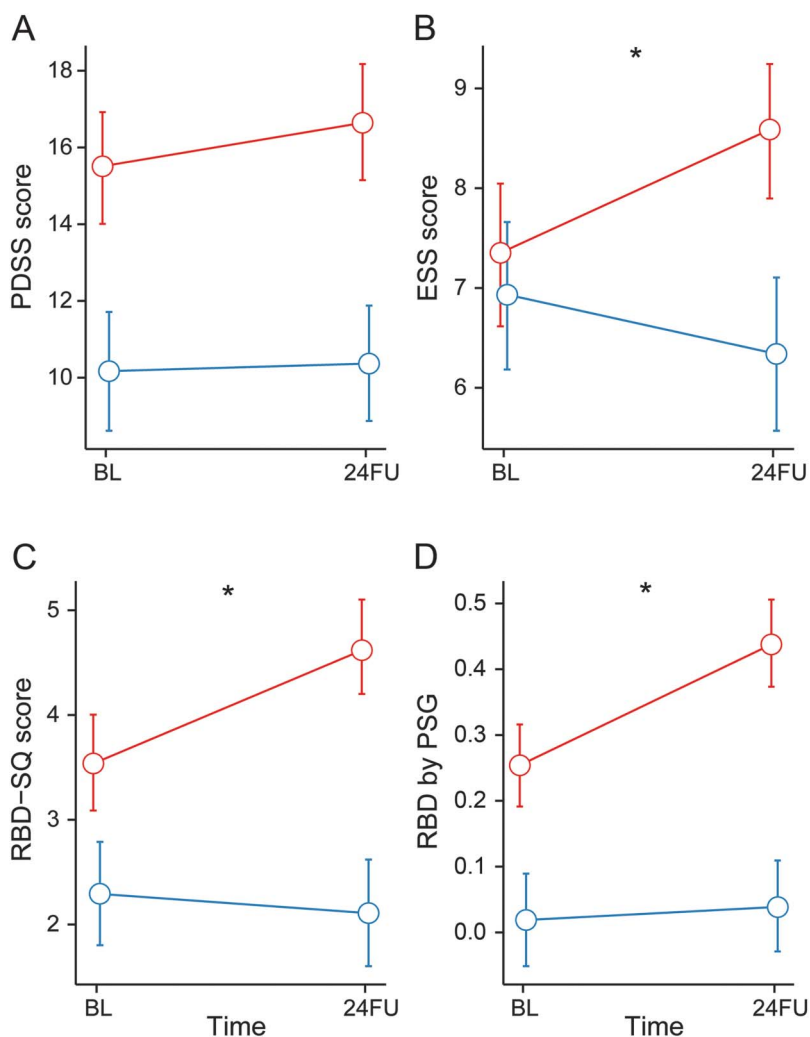 A
PDSS score
18
16
14
12
10
BL
24FU
B
*
ESS score
9
8
7
6
BL
24FU
C
*
RBD−SQ score
5
4
3
2
BL
24FU
Time
D
*
RBD by PSG
0.5
0.4
0.3
0.2
0.1
0.0
BL
24FU
Time